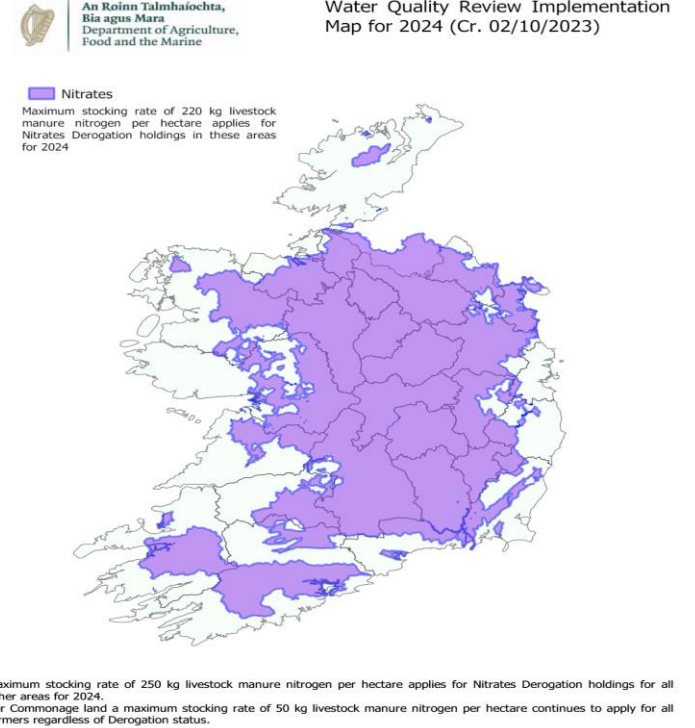 An Roinn Talmhaíochta,
Bia agus Mara
Department of Agriculture,
Food and the Marine
Water Quality Review Implementation
Map for 2024 (Cr. 02/10/2023)
Nitrates
Maximum stocking rate of 220 kg livestock
manure nitrogen per hectare applies for
Nitrates Derogation holdings in these areas
for 2024
aximum stocking rate of 250 kg livestock manure nitrogen per hectare applies for Nitrates Derogation holdings for all
her areas for 2024.
r Commonage land a maximum stocking rate of 50 kg livestock manure nitrogen per hectare continues to apply for all
rmers regardless of Derogation status.